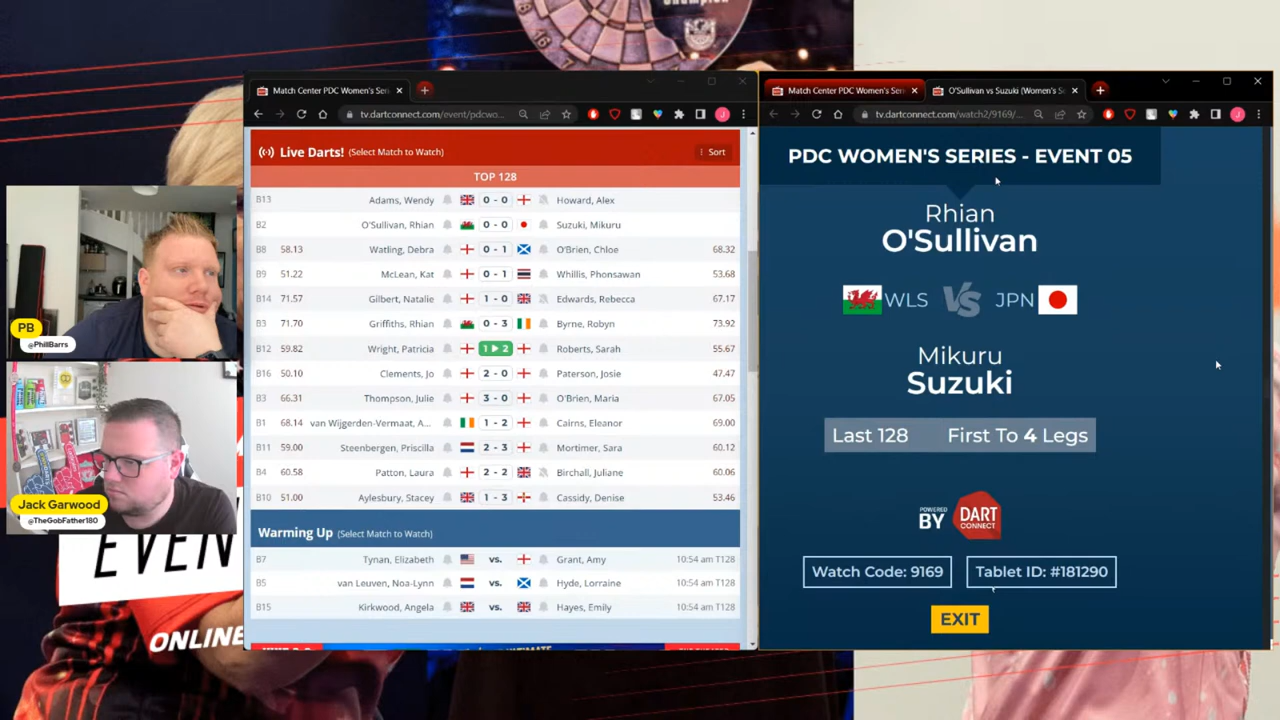 Match Center PDC Women's Seri
tv.dartconnect.com/event/pdcwo...
J
Live Darts! (Select Match to Watch)
Sort
TOP 128
B13 Adams, Wendy 0 - 0 Howard, Alex
B2 O'Sullivan, Rhian 0 - 0 Suzuki, Mikuru
B8 58.13 Watling, Debra 0 - 1 O'Brien, Chloe 68.32
B9 51.22 McLean, Kat 0 - 1 Whillis, Phonsawan 53.68
B14 71.57 Gilbert, Natalie 1 - 0 Edwards, Rebecca 67.17
B3 71.70 Griffiths, Rhian 0 - 3 Byrne, Robyn 73.92
B12 59.82 Wright, Patricia 1 ▸ 2 Roberts, Sarah 55.67
B16 50.10 Clements, Jo 2 - 0 Paterson, Josie 47.47
B3 66.31 Thompson, Julie 3 - 0 O'Brien, Maria 67.05
B1 68.14 van Wijgerden-Vermaat, A... 1 - 2 Cairns, Eleanor 69.00
B11 59.00 Steenbergen, Priscilla 2 - 3 Mortimer, Sara 60.12
B4 60.58 Patton, Laura 2 - 2 Birchall, Juliane 60.06
B10 51.00 Aylesbury, Stacey 1 - 3 Cassidy, Denise 53.46
Warming Up (Select Match to Watch)
B7 Tynan, Elizabeth vs. Grant, Amy 10:54 am T128
B5 van Leuven, Noa-Lynn vs. Hyde, Lorraine 10:54 am T128
B15 Kirkwood, Angela vs. Hayes, Emily 10:54 am T128
Match Center PDC Women's Seri
O'Sullivan vs Suzuki (Women's Se
tv.dartconnect.com/watch2/9169/...
J
PDC WOMEN'S SERIES - EVENT 05
Rhian
O'Sullivan
WLS VS JPN
Mikuru
Suzuki
Last 128 First To 4 Legs
POWERED BY DART CONNECT
Watch Code: 9169
Tablet ID: #181290
EXIT
PB
@PhillBarrs
Jack Garwood
@TheGobFather180
EVEN
ONLINE